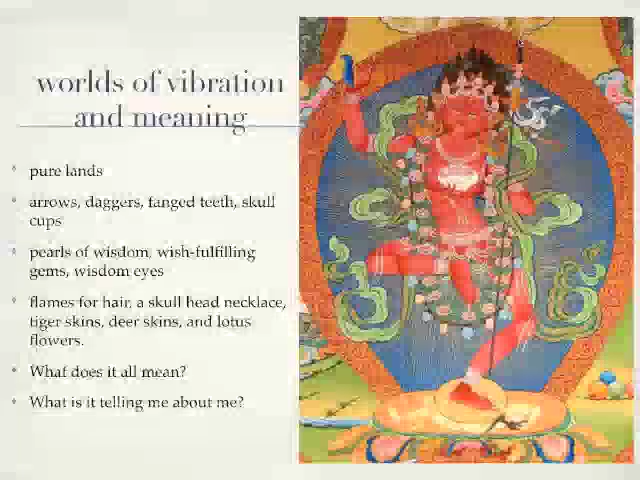 worlds of vibration
and meaning
pure lands
arrows, daggers, fanged teeth, skull
cups
pearls of wisdom, wish-fulfilling
gems, wisdom eyes
flames for hair, a skull head necklace,
tiger skins, deer skins, and lotus
flowers.
What does it all mean?
What is it telling me about me?